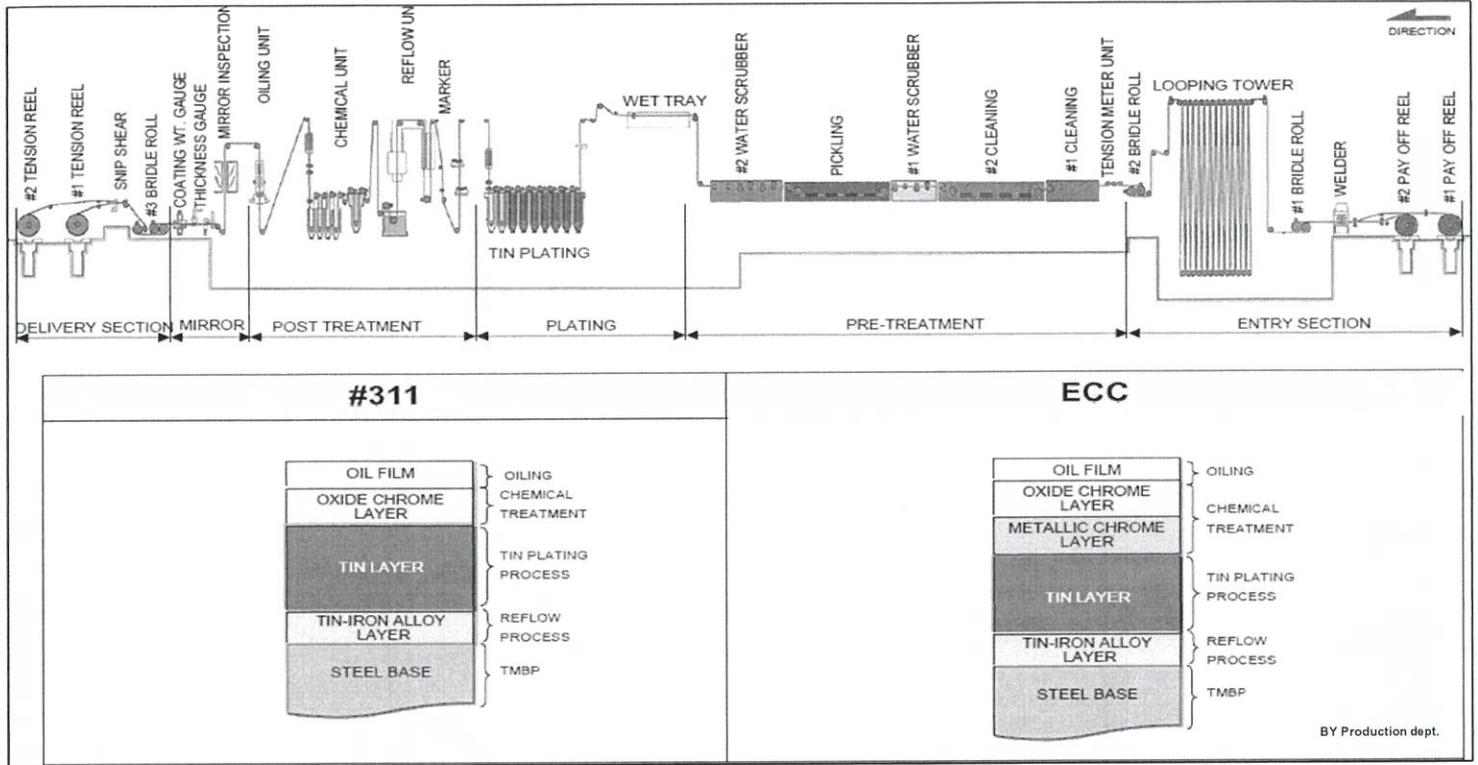 DIRECTION
#2 TENSION REEL
#1 TENSION REEL
SNIP SHEAR
#3 BRIDLE ROLL
COATING WT. GAUGE
THICKNESS GAUGE
MIRROR INSPECTION
OILING UNIT
CHEMICAL UNIT
REFLOW UN
MARKER
TIN PLATING
WET TRAY
#2 WATER SCRUBBER
PICKLING
#1 WATER SCRUBBER
#2 CLEANING
#1 CLEANING
TENSION METER UNIT
#2 BRIDLE ROLL
LOOPING TOWER
#1 BRIDLE ROLL
WELDER
#2 PAY OFF REEL
#1 PAY OFF REEL
DELIVERY SECTION
MIRROR
POST TREATMENT
PLATING
PRE-TREATMENT
ENTRY SECTION
#311
OIL FILM
OILING
OXIDE CHROME
LAYER
CHEMICAL
TREATMENT
TIN LAYER
TIN PLATING
PROCESS
TIN-IRON ALLOY
LAYER
REFLOW
PROCESS
STEEL BASE
TMBP
ECC
OIL FILM
OILING
OXIDE CHROME
LAYER
METALLIC CHROME
LAYER
CHEMICAL
TREATMENT
TIN LAYER
TIN PLATING
PROCESS
TIN-IRON ALLOY
LAYER
REFLOW
PROCESS
STEEL BASE
TMBP
BY Production dept.